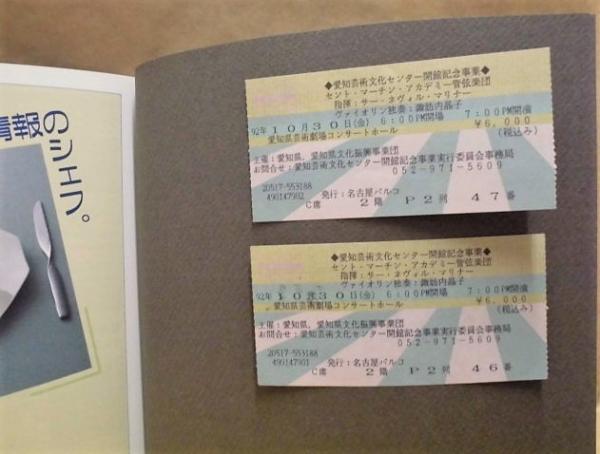 情報の
シェフ。
◆愛知芸術文化センター開館記念事業◆
セント・マーチン・アカデミー管弦楽団
指揮:サー・ネヴィル・マリナー
ヴァイオリン独奏:諏訪内晶子
92年 10月30日(金) 6:00PM開場 7:00PM開演
愛知県芸術劇場コンサートホール ¥6,000
(税込み)
主催:愛知県、愛知県文化振興事業団
お問合せ:愛知芸術文化センター開館記念事業実行委員会事務局
052-971-5609
20517-553188
490147902 発行:名古屋パルコ
C席 2階 P2列 47番
◆愛知芸術文化センター開館記念事業◆
セント・マーチン・アカデミー管弦楽団
指揮:サー・ネヴィル・マリナー
ヴァイオリン独奏:諏訪内晶子
92年 10月30日(金) 6:00PM開場 7:00PM開演
愛知県芸術劇場コンサートホール ¥6,000
(税込み)
主催:愛知県、愛知県文化振興事業団
お問合せ:愛知芸術文化センター開館記念事業実行委員会事務局
052-971-5609
20517-553188
490147901 発行:名古屋パルコ
C席 2階 P2列 46番